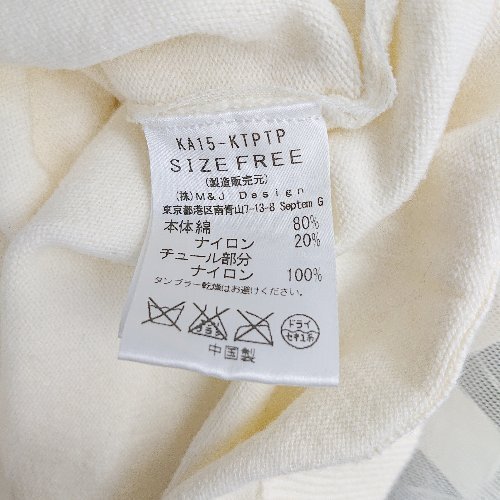 KA15-KTPTP
SIZE FREE
(製造販売元)
(株)M&J Design
東京都港区南青山7-13-8 Septem G
本体綿 80%
ナイロン 20%
チュール部分
ナイロン 100%
タンブラー乾燥はお避けください。
ドライ
セキユ系
中国製